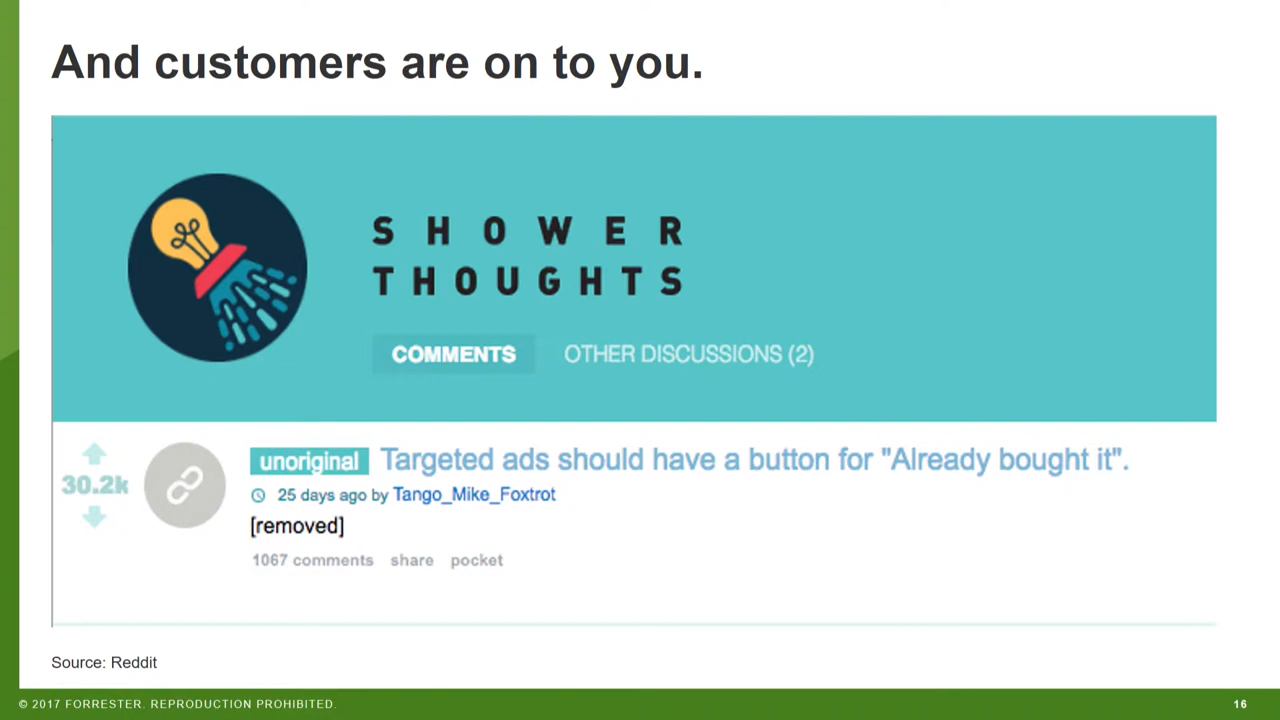 And customers are on to you.
SHOWER
THOUGHTS
COMMENTS OTHER DISCUSSIONS (2)
unoriginal Targeted ads should have a button for "Already bought it".
30.2k
25 days ago by Tango_Mike_Foxtrot
[removed]
1067 comments share pocket
Source: Reddit
© 2017 FORRESTER. REPRODUCTION PROHIBITED. 16